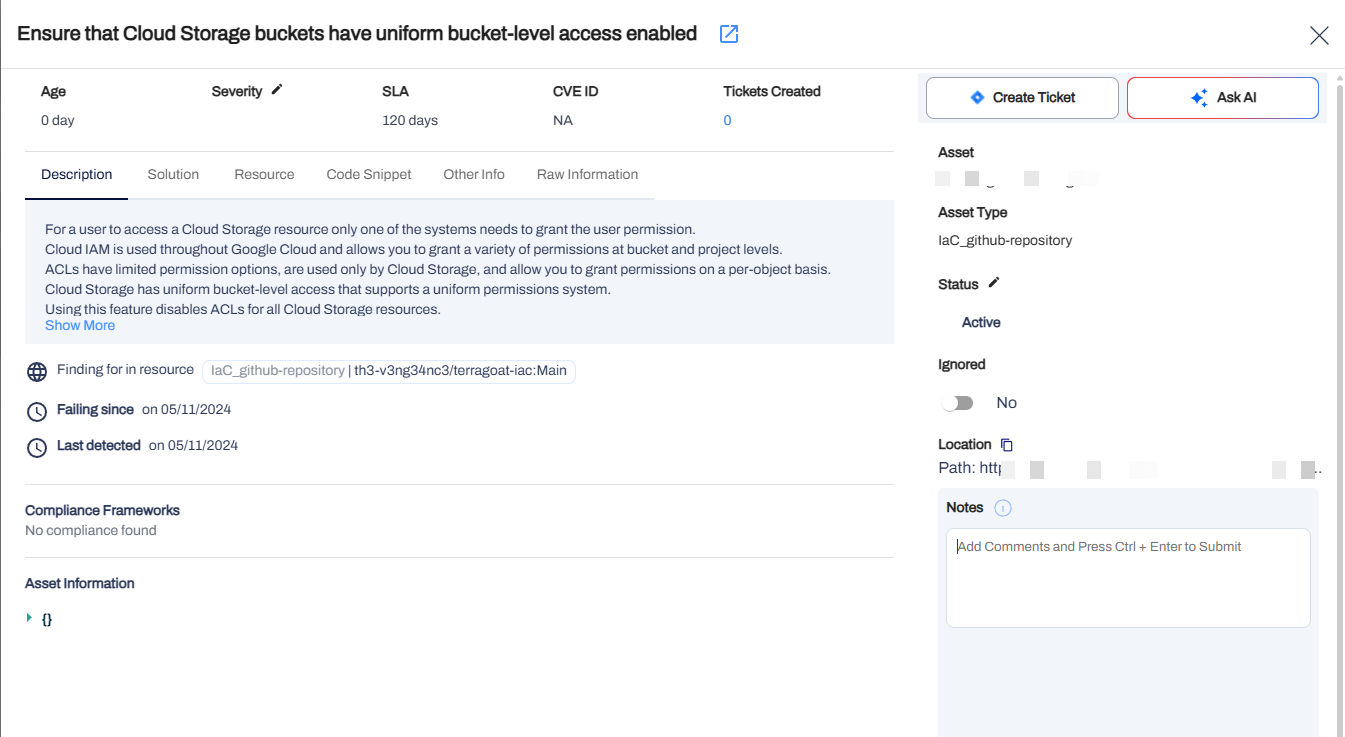 Ensure that Cloud Storage buckets have uniform bucket-level access enabled
Age
Severity
SLA
CVE ID
Tickets Created
0 day
120 days
NA
0
Description
Solution
Resource
Code Snippet
Other Info
Raw Information
For a user to access a Cloud Storage resource only one of the systems needs to grant the user permission.
Cloud IAM is used throughout Google Cloud and allows you to grant a variety of permissions at bucket and project levels.
ACLs have limited permission options, are used only by Cloud Storage, and allow you to grant permissions on a per-object basis.
Cloud Storage has uniform bucket-level access that supports a uniform permissions system.
Using this feature disables ACLs for all Cloud Storage resources.
Show More
Finding for in resource
IaC_github-repository | th3-v3ng34nc3/terragoat-iac:Main
Failing since on 05/11/2024
Last detected on 05/11/2024
Compliance Frameworks
No compliance found
Asset Information
{}
Create Ticket
Ask AI
Asset
Asset Type
IaC_github-repository
Status
Active
Ignored
No
Location
Path:
Notes
Add Comments and Press Ctrl + Enter to Submit